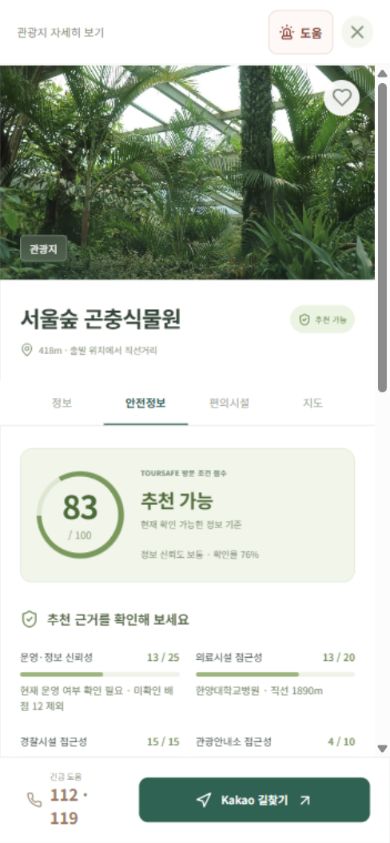 관광지 자세히 보기
도움
관광지
서울숲 곤충식물원
추천 가능
418m · 출발 위치에서 직선거리
정보
안전정보
편의시설
지도
83
/ 100
TOURSAFE 방문 조건 점수
추천 가능
현재 확인 가능한 정보 기준
정보 신뢰도 보통 · 확인율 76%
추천 근거를 확인해 보세요
운영·정보 신뢰성 13 / 25
현재 운영 여부 확인 필요 · 미확인 배
점 12 제외
의료시설 접근성 13 / 20
한양대학교병원 · 직선 1890m
경찰시설 접근성 15 / 15
관광안내소 접근성 4 / 10
긴급 도움
112 ·
119
Kakao 길찾기